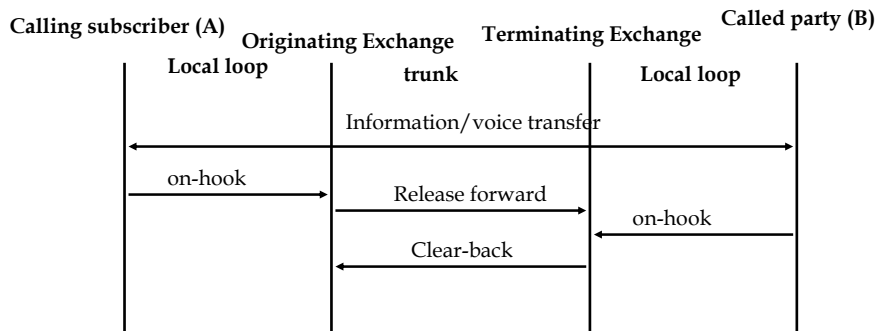 Calling subscriber (A)
Originating Exchange
Terminating Exchange
Called party (B)
Local loop
trunk
Local loop
Information/voice transfer
on-hook
Release forward
on-hook
Clear-back